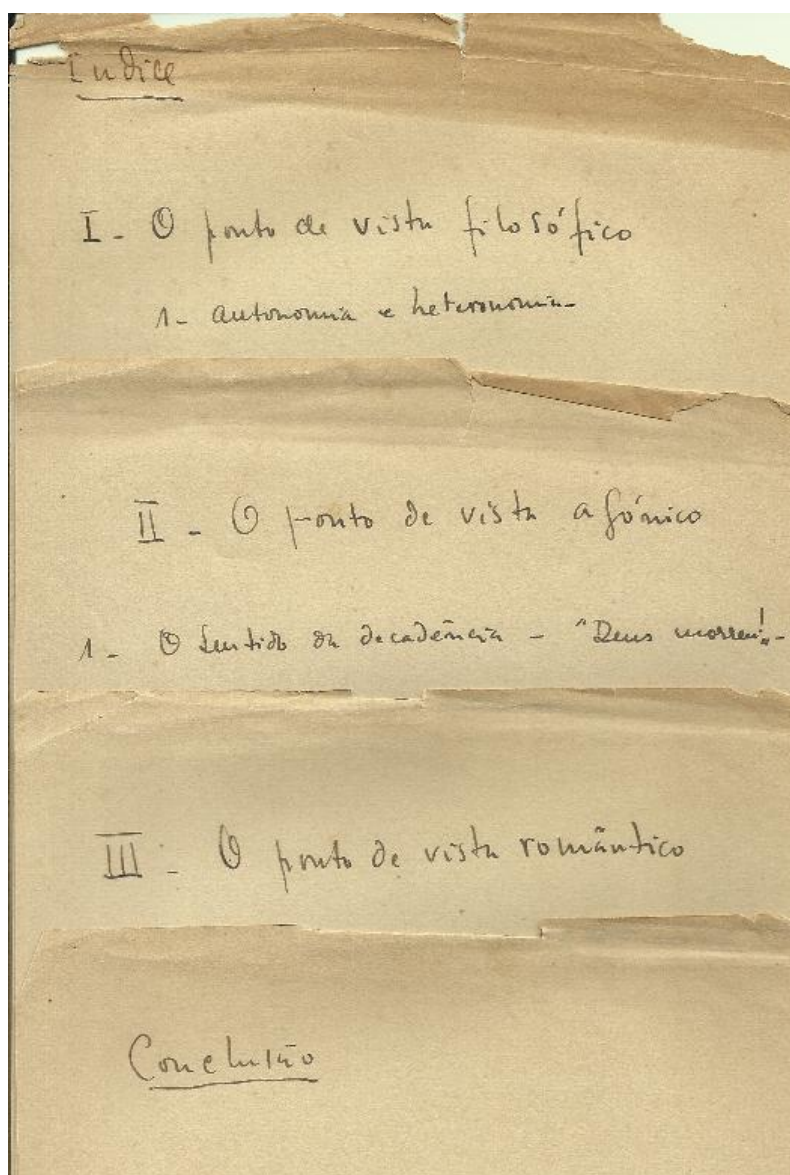 Indice
I - O ponto de vista filosófico
1 - autonomia e heteronomia -
II - O ponto de vista agónico
1 - O sentido da decadência - "Deus morreu!" -
III - O ponto de vista romântico
Conclusão